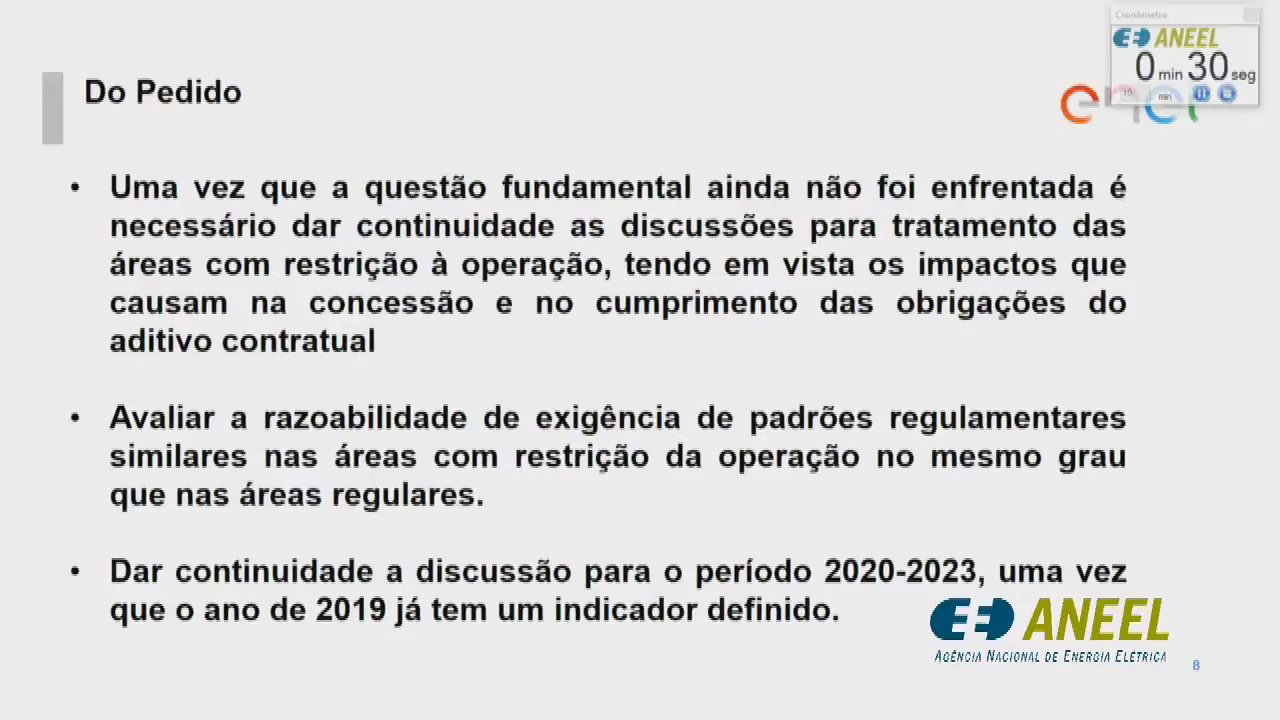 Cronômetro
ANEEL
0 min 30 seg
10 min
Do Pedido
enel
• Uma vez que a questão fundamental ainda não foi enfrentada é
necessário dar continuidade as discussões para tratamento das
áreas com restrição à operação, tendo em vista os impactos que
causam na concessão e no cumprimento das obrigações do
aditivo contratual
• Avaliar a razoabilidade de exigência de padrões regulamentares
similares nas áreas com restrição da operação no mesmo grau
que nas áreas regulares.
• Dar continuidade a discussão para o período 2020-2023, uma vez
que o ano de 2019 já tem um indicador definido.
ANEEL
AGÊNCIA NACIONAL DE ENERGIA ELÉTRICA
8